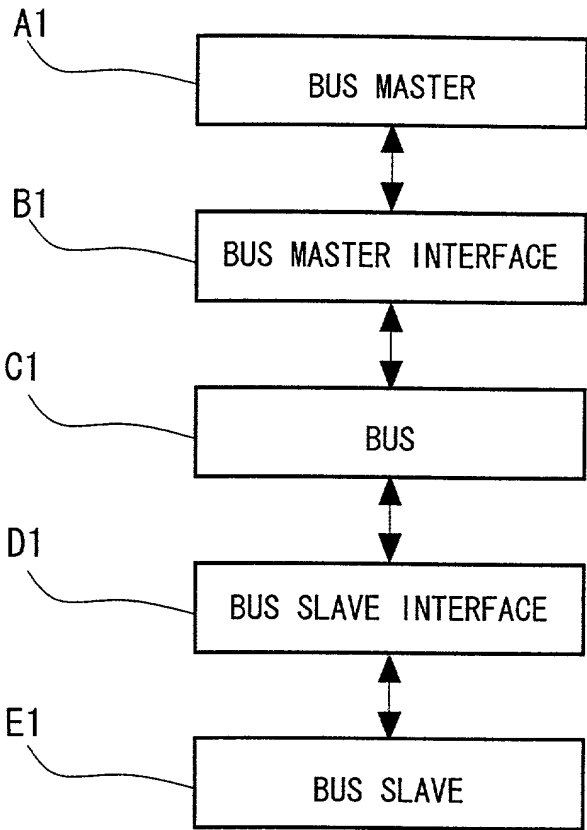 A1
BUS MASTER
B1
BUS MASTER INTERFACE
C1
BUS
D1
BUS SLAVE INTERFACE
E1
BUS SLAVE